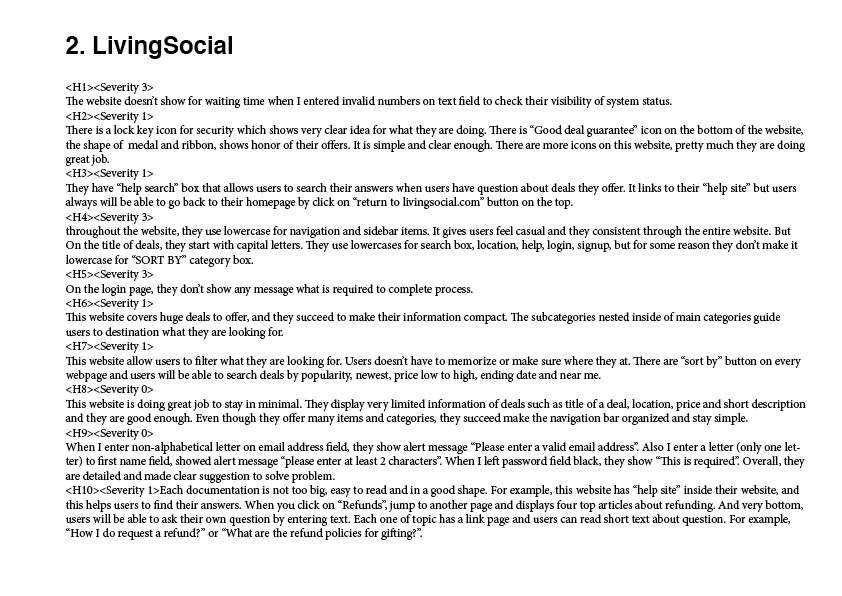 2. LivingSocial
<H1><Severity 3>
The website doesn't show for waiting time when I entered invalid numbers on text field to check their visibility of system status.
<H2><Severity 1>
There is a lock key icon for security which shows very clear idea for what they are doing. There is “Good deal guarantee” icon on the bottom of the website,
the shape of  medal and ribbon, shows honor of their offers. It is simple and clear enough. There are more icons on this website, pretty much they are doing
great job.
<H3><Severity 1>
They have “help search” box that allows users to search their answers when users have question about deals they offer. It links to their “help site” but users
always will be able to go back to their homepage by click on “return to livingsocial.com” button on the top.
<H4><Severity 3>
throughout the website, they use lowercase for navigation and sidebar items. It gives users feel casual and they consistent through the entire website. But
On the title of deals, they start with capital letters. They use lowercases for search box, location, help, login, signup, but for some reason they don't make it
lowercase for “SORT BY” category box.
<H5><Severity 3>
On the login page, they don't show any message what is required to complete process.
<H6><Severity 1>
This website covers huge deals to offer, and they succeed to make their information compact. The subcategories nested inside of main categories guide
users to destination what they are looking for.
<H7><Severity 1>
This website allow users to filter what they are looking for. Users doesn't have to memorize or make sure where they at. There are “sort by” button on every
webpage and users will be able to search deals by popularity, newest, price low to high, ending date and near me.
<H8><Severity 0>
This website is doing great job to stay in minimal. They display very limited information of deals such as title of a deal, location, price and short description
and they are good enough. Even though they offer many items and categories, they succeed make the navigation bar organized and stay simple.
<H9><Severity 0>
When I enter non-alphabetical letter on email address field, they show alert message “Please enter a valid email address”. Also I enter a letter (only one let-
ter) to first name field, showed alert message “please enter at least 2 characters”. When I left password field black, they show “This is required”. Overall, they
are detailed and made clear suggestion to solve problem.
<H10><Severity 1>Each documentation is not too big, easy to read and in a good shape. For example, this website has “help site” inside their website, and
this helps users to find their answers. When you click on “Refunds”, jump to another page and displays four top articles about refunding. And very bottom,
users will be able to ask their own question by entering text. Each one of topic has a link page and users can read short text about question. For example,
“How I do request a refund?” or “What are the refund policies for gifting?”.